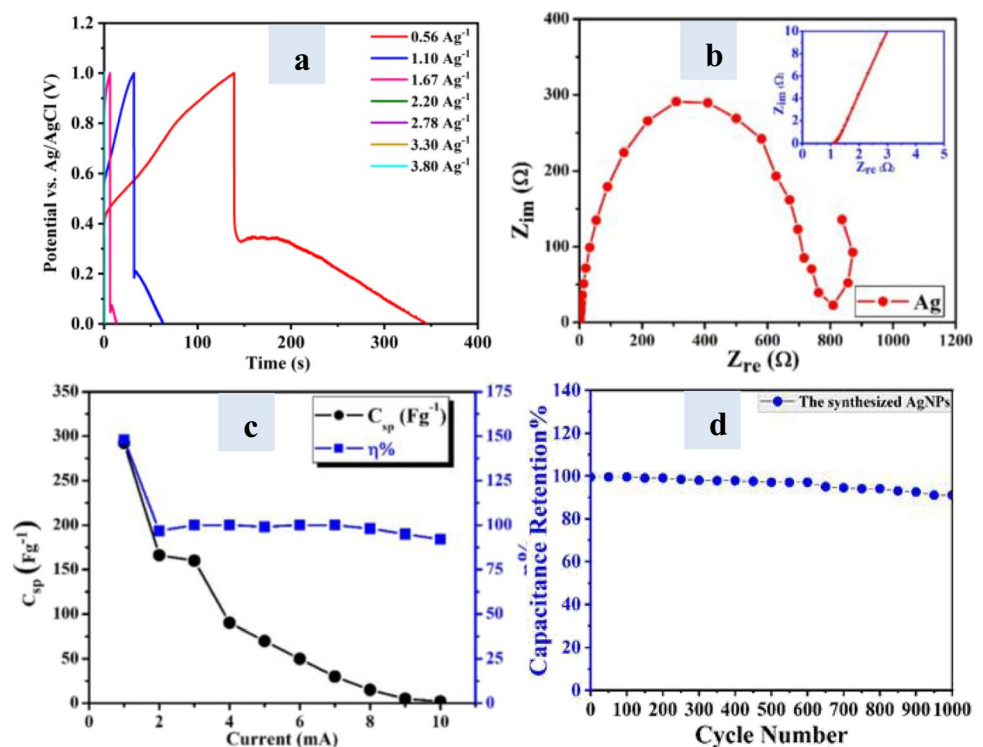 a
1.2
1.0
0.8
0.6
0.4
0.2
0.0
Potential vs. Ag/AgCl (V)
0.56 Ag⁻¹
1.10 Ag⁻¹
1.67 Ag⁻¹
2.20 Ag⁻¹
2.78 Ag⁻¹
3.30 Ag⁻¹
3.80 Ag⁻¹
0 100 200 300 400
Time (s)
b
400
300
200
100
0
Z_im (Ω)
10
8
6
4
2
0
Z_im (Ω)
0 1 2 3 4 5
Z_re (Ω)
Ag
0 200 400 600 800 1000 1200
Z_re (Ω)
c
350
300
250
200
150
100
50
0
C_sp (Fg⁻¹)
C_sp (Fg⁻¹)
η%
175
150
125
100
75
50
25
0
0 2 4 6 8 10
Current (mA)
d
140
120
100
80
60
40
20
0
Capacitance Retention%
The synthesized AgNPs
0 100 200 300 400 500 600 700 800 900 1000
Cycle Number